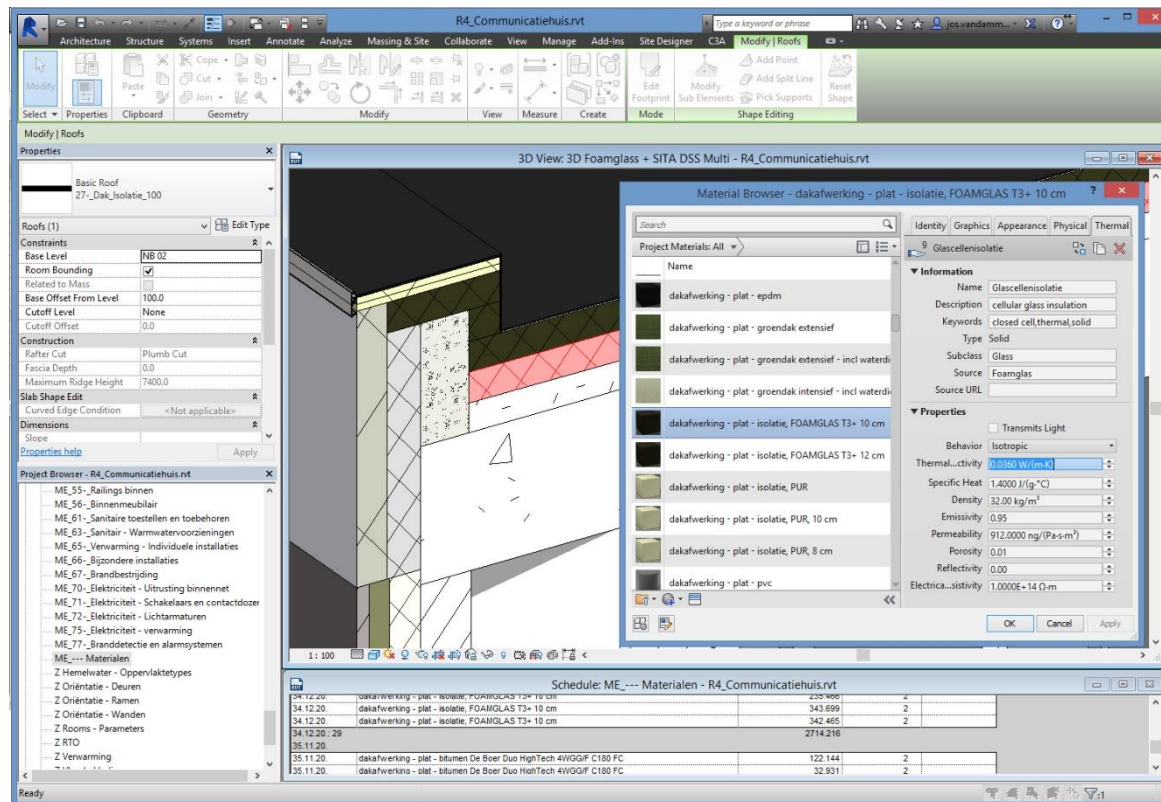 R4_Communicatiehuis.rvt
Type a keyword or phrase
jos.vandamm...
Architecture Structure Systems Insert Annotate Analyze Massing & Site Collaborate View Manage Add-Ins Site Designer C3A Modify | Roofs
Modify
Paste
Cope
Cut
Join
Edit Footprint
Modify Sub Elements
Add Point
Add Split Line
Pick Supports
Reset Shape
Select Properties Clipboard Geometry Modify View Measure Create Mode Shape Editing
Modify | Roofs
Properties
Basic Roof
27-_Dak_Isolatie_100
Roofs (1) Edit Type
Constraints
Base Level NB 02
Room Bounding
Related to Mass
Base Offset From Level 100.0
Cutoff Level None
Cutoff Offset 0.0
Construction
Rafter Cut Plumb Cut
Fascia Depth 0.0
Maximum Ridge Height 7400.0
Slab Shape Edit
Curved Edge Condition <Not applicable>
Dimensions
Slope
Properties help Apply
Project Browser - R4_Communicatiehuis.rvt
ME_55-_Railings binnen
ME_56-_Binnenmeubilair
ME_61-_Sanitaire toestellen en toebehoren
ME_63-_Sanitair - Warmwatervoorzieningen
ME_65-_Verwarming - Individuele installaties
ME_66-_Bijzondere installaties
ME_67-_Brandbestrijding
ME_70-_Elektriciteit - Uitrusting binnennet
ME_71-_Elektriciteit - Schakelaars en contactdozer
ME_72-_Elektriciteit - Lichtarmaturen
ME_75-_Elektriciteit - verwarming
ME_77-_Branddetectie en alarmsystemen
ME_--- Materialen
Z Hemelwater - Oppervlaktetypes
Z Oriëntatie - Deuren
Z Oriëntatie - Ramen
Z Oriëntatie - Wanden
Z Rooms - Parameters
Z RTO
Z Verwarming
3D View: 3D Foamglass + SITA DSS Multi - R4_Communicatiehuis.rvt
1 : 100
Material Browser - dakafwerking - plat - isolatie, FOAMGLAS T3+ 10 cm
Search
Project Materials: All
Name
dakafwerking - plat - epdm
dakafwerking - plat - groendak extensief
dakafwerking - plat - groendak extensief - incl waterdi
dakafwerking - plat - groendak intensief - incl waterdi
dakafwerking - plat - isolatie, FOAMGLAS T3+ 10 cm
dakafwerking - plat - isolatie, FOAMGLAS T3+ 12 cm
dakafwerking - plat - isolatie, PUR
dakafwerking - plat - isolatie, PUR, 10 cm
dakafwerking - plat - isolatie, PUR, 8 cm
dakafwerking - plat - pvc
Identity Graphics Appearance Physical Thermal
9 Glascellenisolatie
Information
Name Glascellenisolatie
Description cellular glass insulation
Keywords closed cell,thermal,solid
Type Solid
Subclass Glass
Source Foamglas
Source URL
Properties
Transmits Light
Behavior Isotropic
Thermal...ctivity 0.0360 W/(m·K)
Specific Heat 1.4000 J/(g·°C)
Density 32.00 kg/m³
Emissivity 0.95
Permeability 912.0000 ng/(Pa·s·m²)
Porosity 0.01
Reflectivity 0.00
Electrica...sistivity 1.0000E+14 Ω·m
OK Cancel Apply
Schedule: ME_--- Materialen - R4_Communicatiehuis.rvt
34.12.20. dakafwerking - plat - isolatie, FOAMGLAS T3+ 10 cm 235.466 2
34.12.20. dakafwerking - plat - isolatie, FOAMGLAS T3+ 10 cm 343.699 2
34.12.20. dakafwerking - plat - isolatie, FOAMGLAS T3+ 10 cm 342.465 2
34.12.20.: 29 2714.216
35.11.20.
35.11.20. dakafwerking - plat - bitumen De Boer Duo HighTech 4WGG/F C180 FC 122.144 2
35.11.20. dakafwerking - plat - bitumen De Boer Duo HighTech 4WGG/F C180 FC 32.931 2
Ready
:1